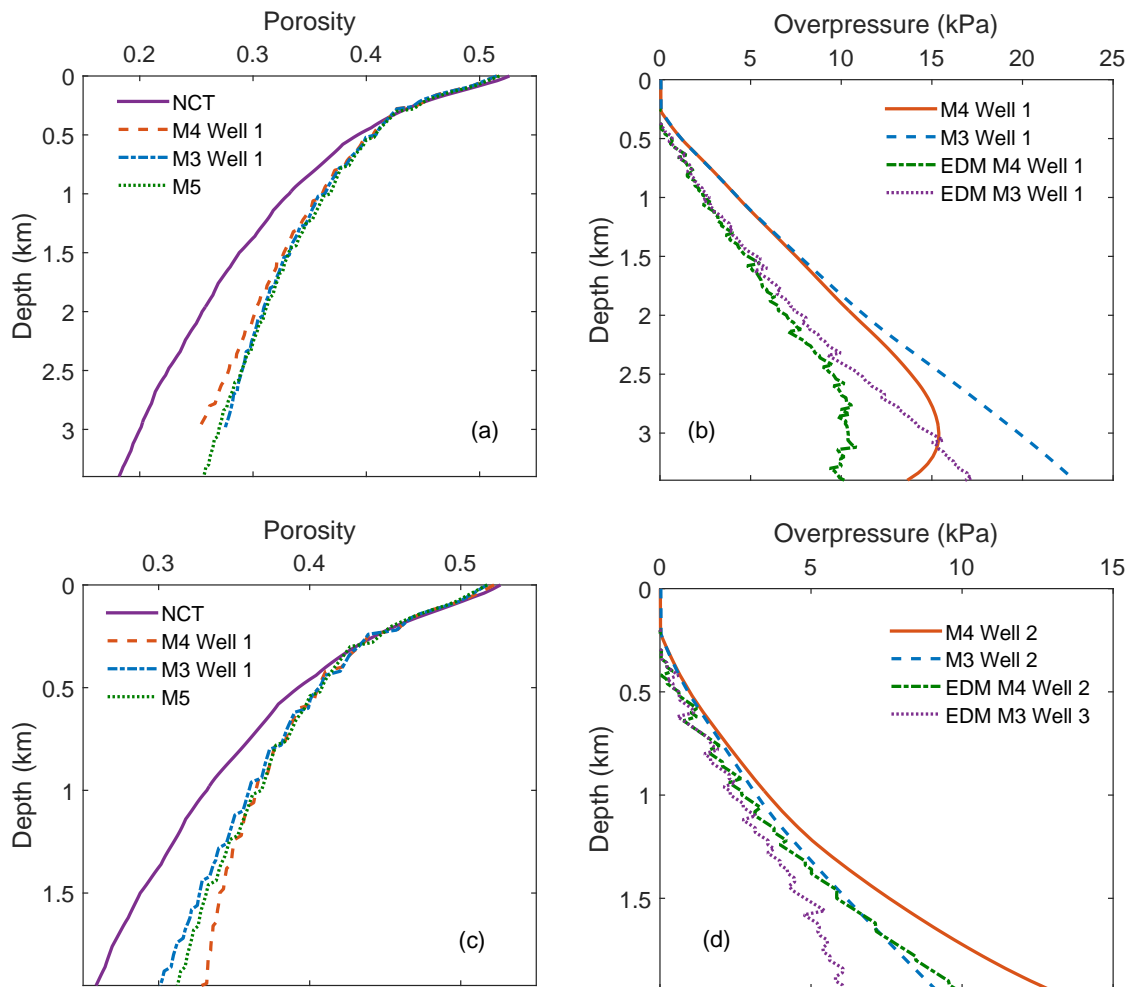 Porosity
0.2 0.3 0.4 0.5
0
0.5
1
1.5
2
2.5
3
Depth (km)
NCT
M4 Well 1
M3 Well 1
M5
(a)
Overpressure (kPa)
0 5 10 15 20 25
0
0.5
1
1.5
2
2.5
3
Depth (km)
M4 Well 1
M3 Well 1
EDM M4 Well 1
EDM M3 Well 1
(b)
Porosity
0.3 0.4 0.5
0
0.5
1
1.5
Depth (km)
NCT
M4 Well 1
M3 Well 1
M5
(c)
Overpressure (kPa)
0 5 10 15
0
0.5
1
1.5
Depth (km)
M4 Well 2
M3 Well 2
EDM M4 Well 2
EDM M3 Well 3
(d)